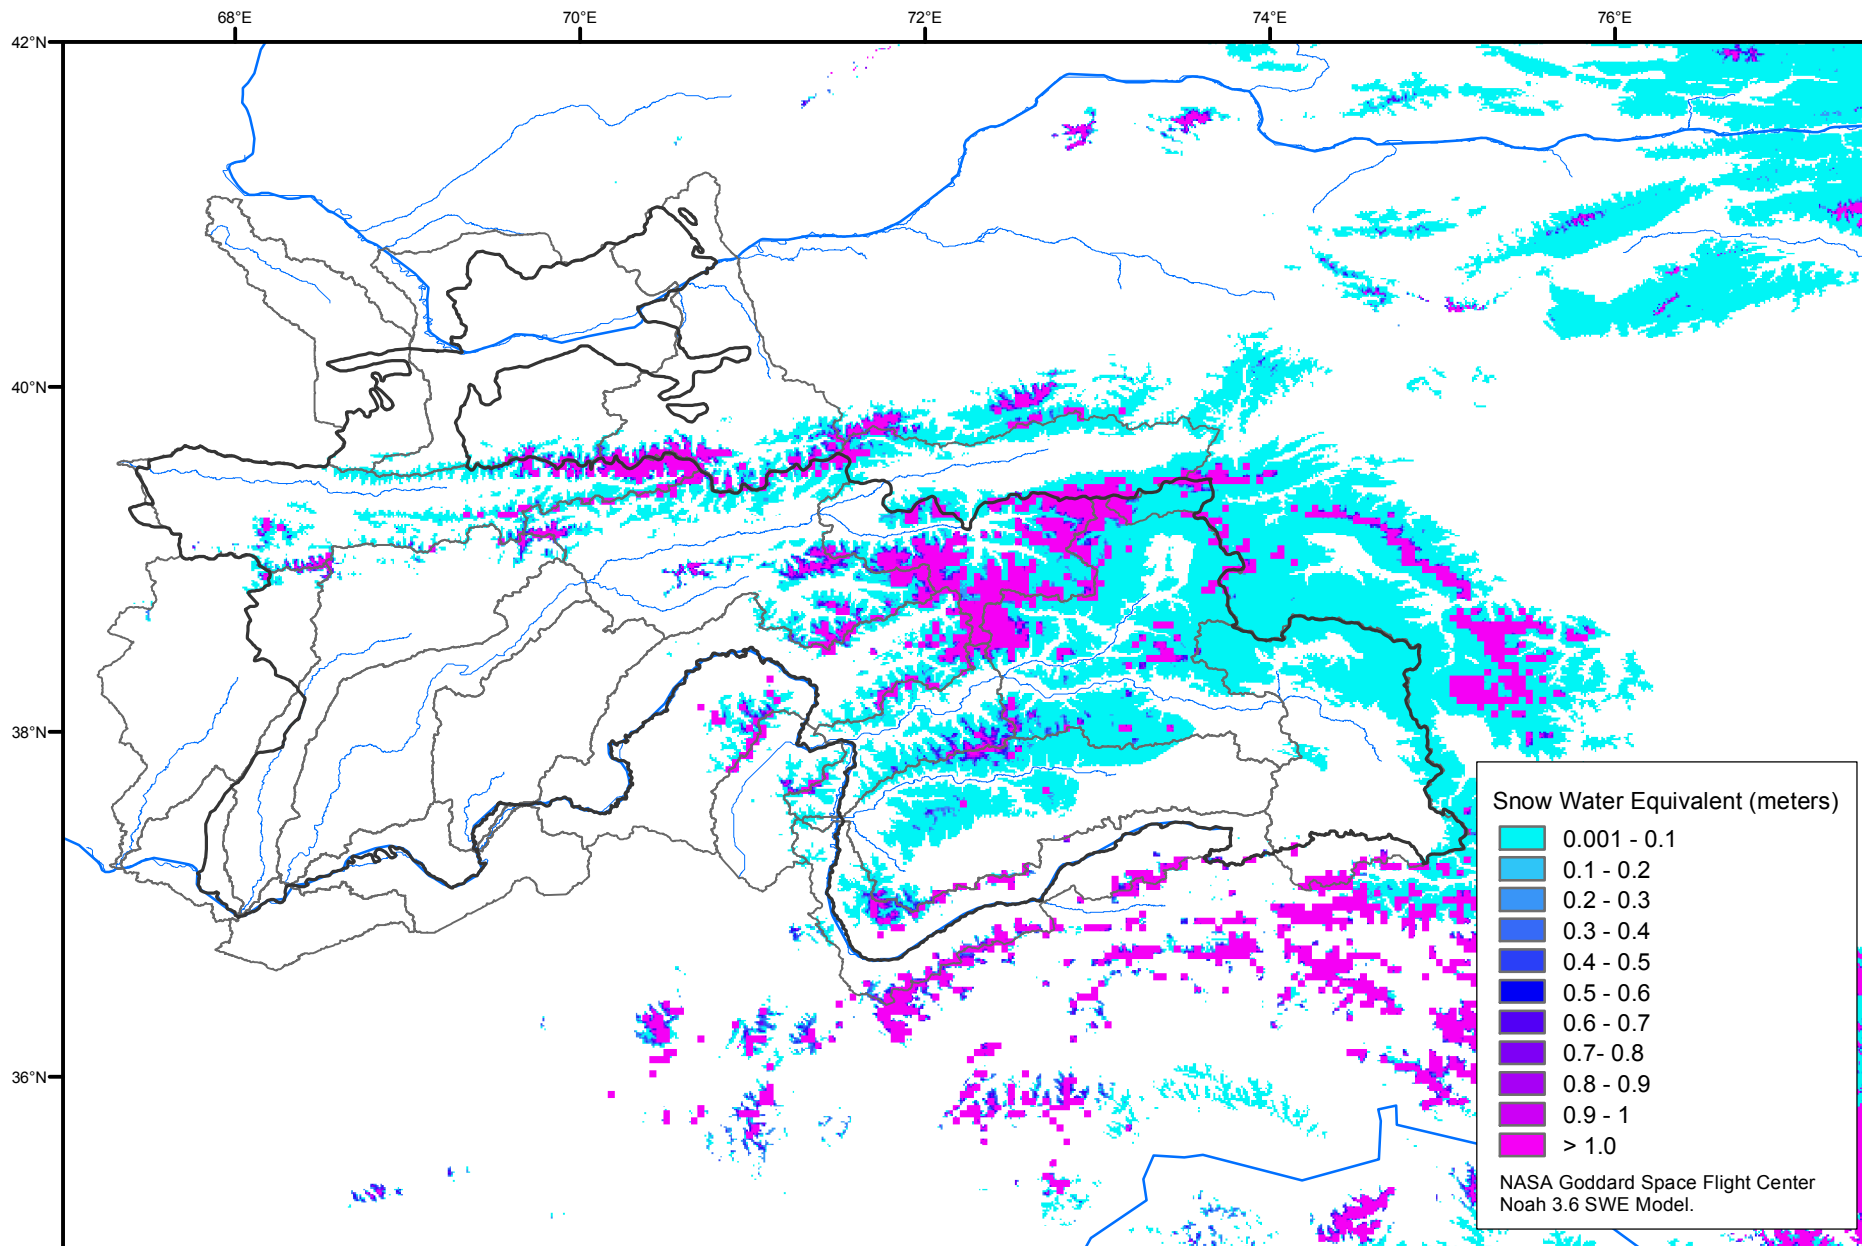 68°E 70°E 72°E 74°E 76°E
42°N
40°N
38°N
36°N
Snow Water Equivalent (meters)
0.001 - 0.1
0.1 - 0.2
0.2 - 0.3
0.3 - 0.4
0.4 - 0.5
0.5 - 0.6
0.6 - 0.7
0.7- 0.8
0.8 - 0.9
0.9 - 1
> 1.0
NASA Goddard Space Flight Center
Noah 3.6 SWE Model.